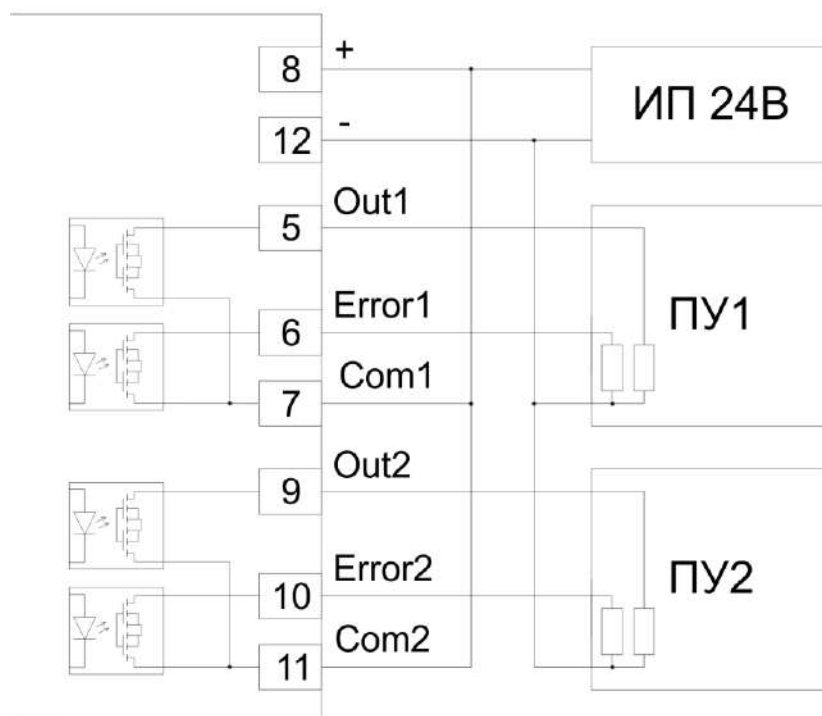 8 +
ИП 24В
12 -
5 Out1
6 Error1
ПУ1
7 Com1
9 Out2
10 Error2
ПУ2
11 Com2